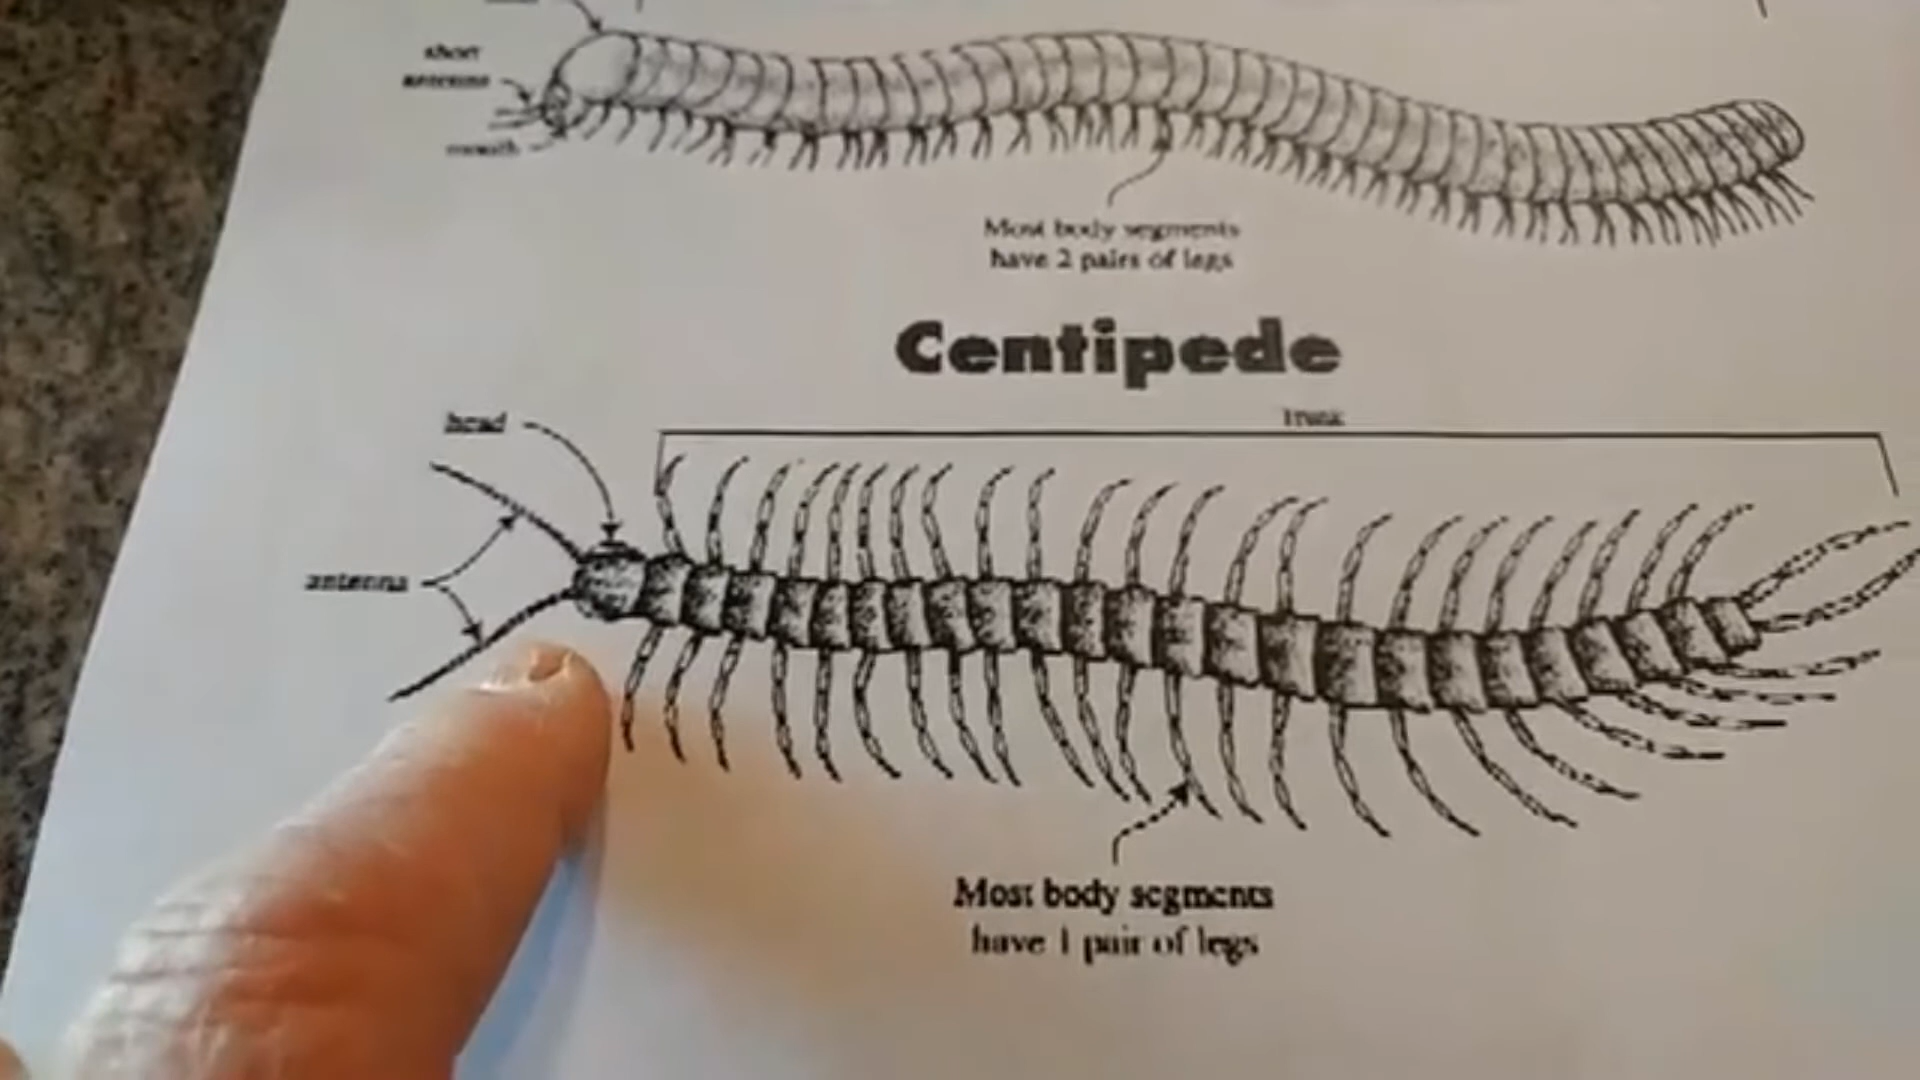 short
antenna
mouth
Most body segments
have 2 pairs of legs
Centipede
head
Trunk
antenna
Most body segments
have 1 pair of legs